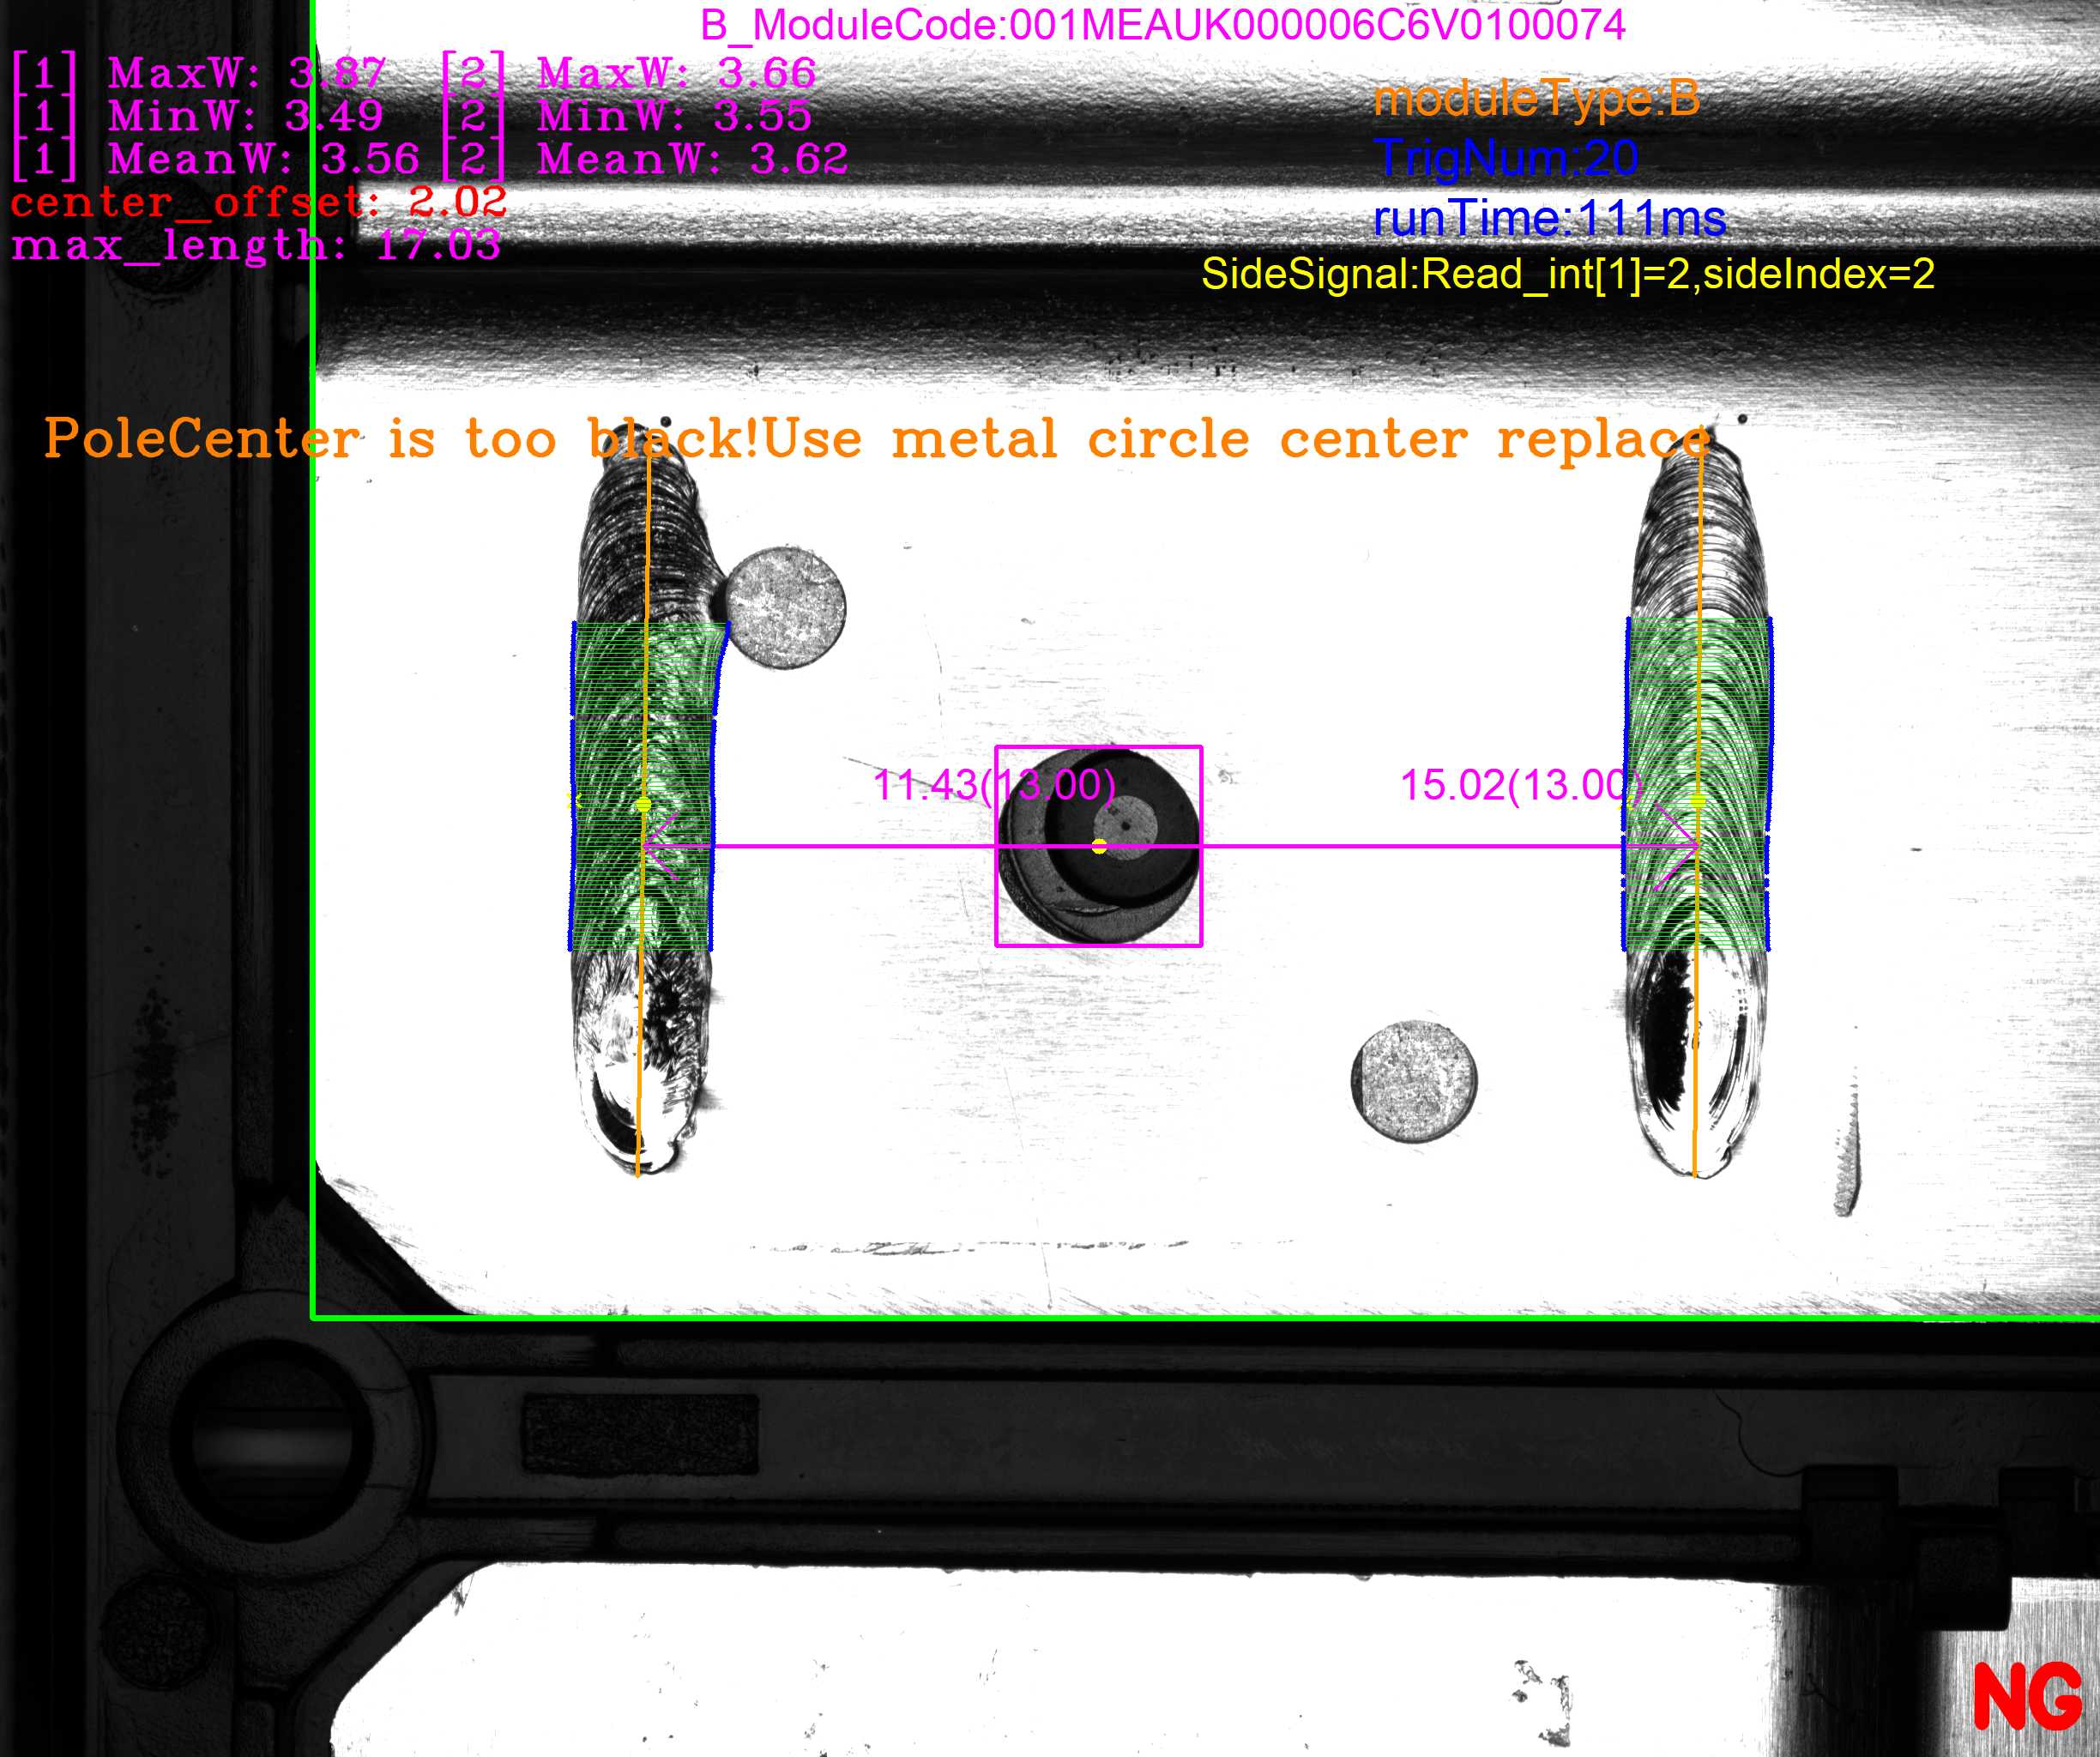 B_ModuleCode:001MEAUK000006C6V0100074
[1] MaxW: 3.87 [2] MaxW: 3.66
[1] MinW: 3.49 [2] MinW: 3.55
[1] MeanW: 3.56 [2] MeanW: 3.62
center_offset: 2.02
max_length: 17.03
moduleType:B
TrigNum:20
runTime:111ms
SideSignal:Read_int[1]=2,sideIndex=2
PoleCenter is too black!Use metal circle center replace
11.43(13.00)
15.02(13.00)
NG